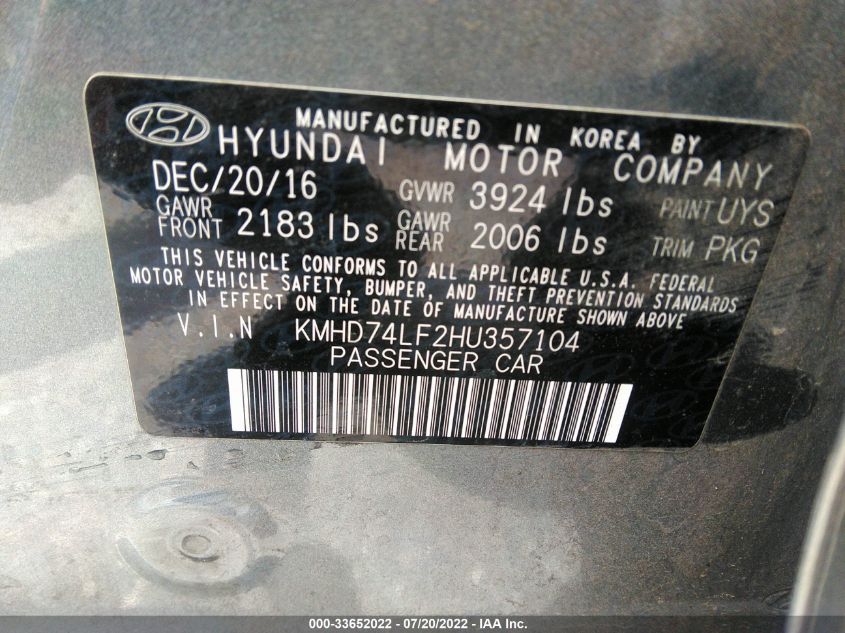 MANUFACTURED IN KOREA BY
HYUNDAI MOTOR COMPANY
DEC/20/16 GVWR 3924 lbs PAINT UYS
GAWR FRONT 2183 lbs GAWR REAR 2006 lbs TRIM PKG
THIS VEHICLE CONFORMS TO ALL APPLICABLE U.S.A. FEDERAL
MOTOR VEHICLE SAFETY, BUMPER, AND THEFT PREVENTION STANDARDS
IN EFFECT ON THE DATE OF MANUFACTURE SHOWN ABOVE
V.I.N KMHD74LF2HU357104
PASSENGER CAR
000-33652022 - 07/20/2022 - IAA Inc.